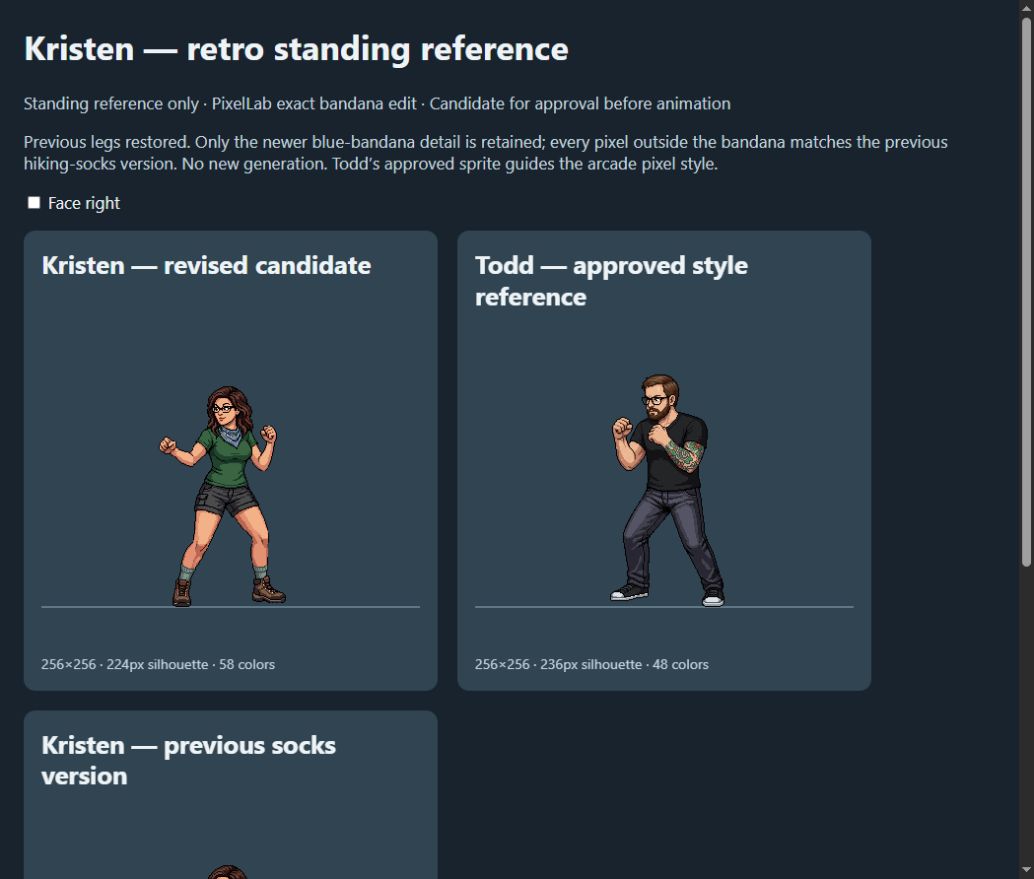 Kristen — retro standing reference
Standing reference only · PixelLab exact bandana edit · Candidate for approval before animation
Previous legs restored. Only the newer blue-bandana detail is retained; every pixel outside the bandana matches the previous
hiking-socks version. No new generation. Todd’s approved sprite guides the arcade pixel style.
Face right
Kristen — revised candidate
256×256 · 224px silhouette · 58 colors
Todd — approved style
reference
256×256 · 236px silhouette · 48 colors
Kristen — previous socks
version